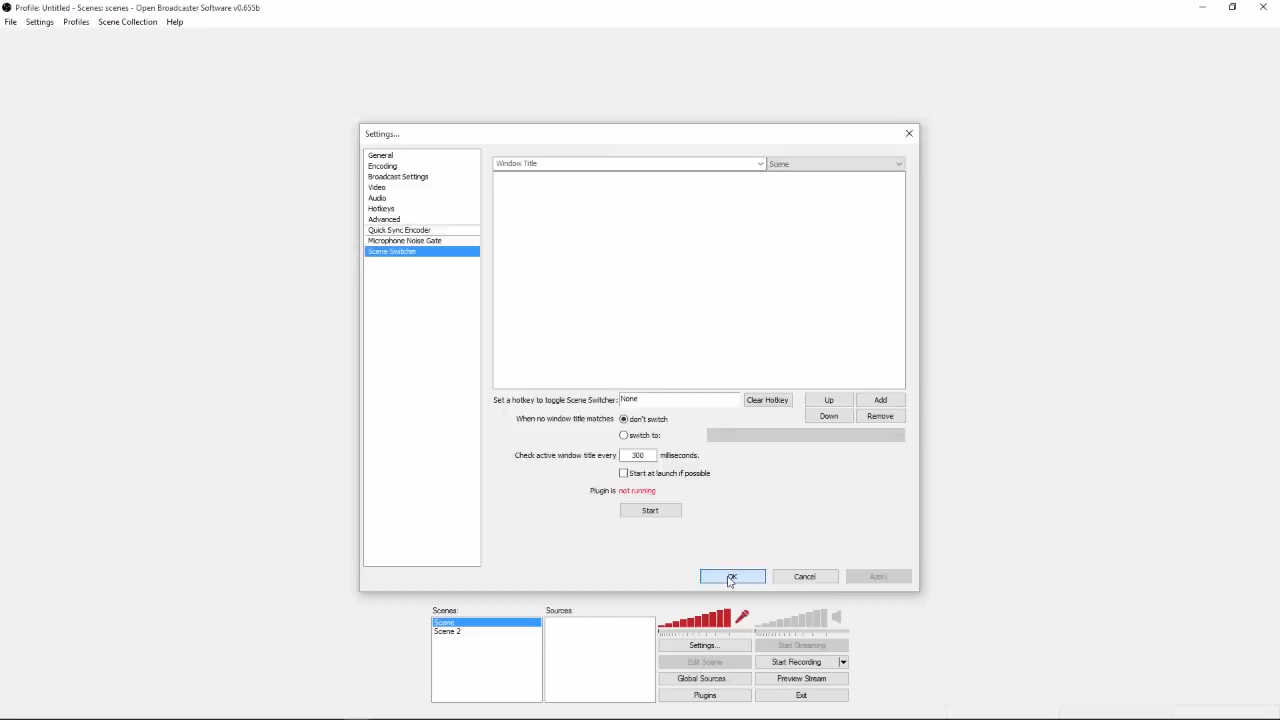 Profile: Untitled - Scenes: scenes - Open Broadcaster Software v0.655b
File Settings Profiles Scene Collection Help
Settings...
General
Encoding
Broadcast Settings
Video
Audio
Hotkeys
Advanced
Quick Sync Encoder
Microphone Noise Gate
Scene Switcher
Window Title Scene
Set a hotkey to toggle Scene Switcher: None Clear Hotkey Up Add
When no window title matches don't switch Down Remove
switch to:
Check active window title every 300 milliseconds.
Start at launch if possible
Plugin is not running
Start
OK Cancel Apply
Scenes: Sources:
Scene
Scene 2
Settings... Start Streaming
Edit Scene Start Recording
Global Sources... Preview Stream
Plugins Exit